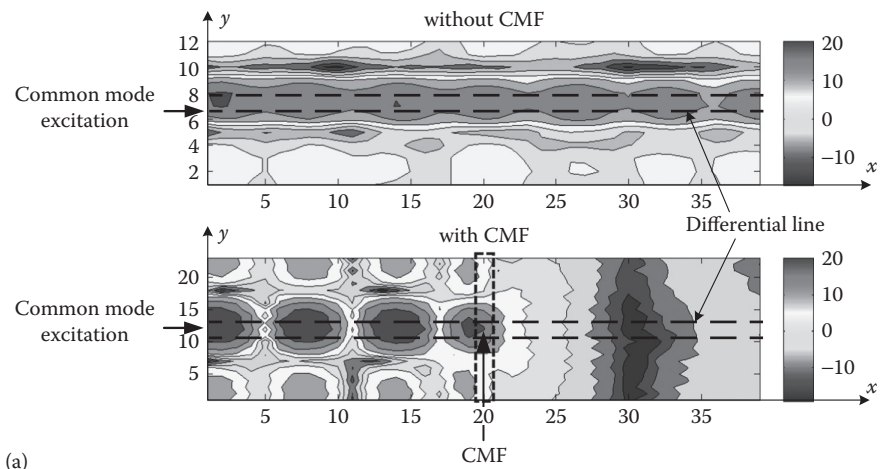 y
without CMF
12
10
8
6
4
2
Common mode
excitation
20
10
0
−10
x
5 10 15 20 25 30 35
Differential line
y
with CMF
20
15
10
5
Common mode
excitation
20
10
0
−10
x
5 10 15 20 25 30 35
CMF
(a)